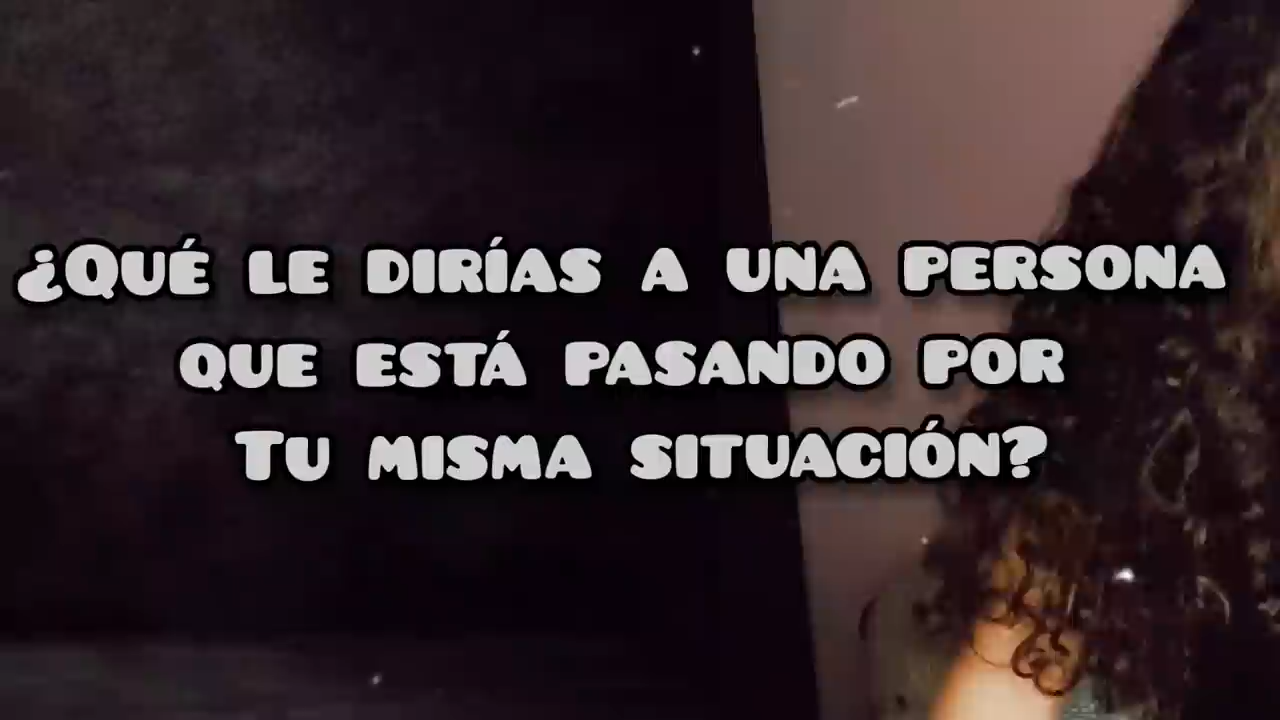 ¿Qué le dirías a una persona
que está pasando por
Tu misma situación?